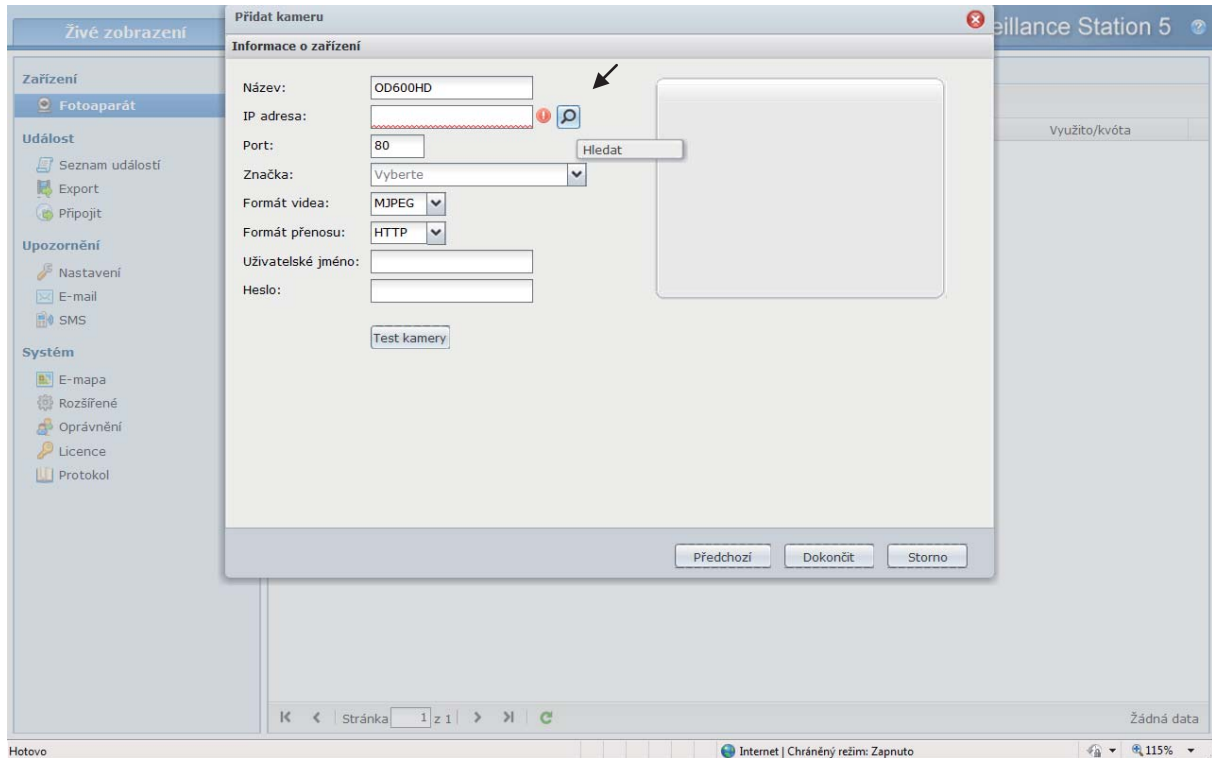 Živé zobrazení
eillance Station 5
Přidat kameru
Informace o zařízení
Zařízení
Fotoaparát
Událost
Seznam událostí
Export
Připojit
Upozornění
Nastavení
E-mail
SMS
Systém
E-mapa
Rozšířené
Oprávnění
Licence
Protokol
Název: OD600HD
IP adresa:
Hledat
Port: 80
Značka: Vyberte
Formát videa: MJPEG
Formát přenosu: HTTP
Uživatelské jméno:
Heslo:
Test kamery
Využito/kvóta
Předchozí Dokončit Storno
Stránka 1 z 1
Žádná data
Hotovo
Internet | Chráněný režim: Zapnuto
115%